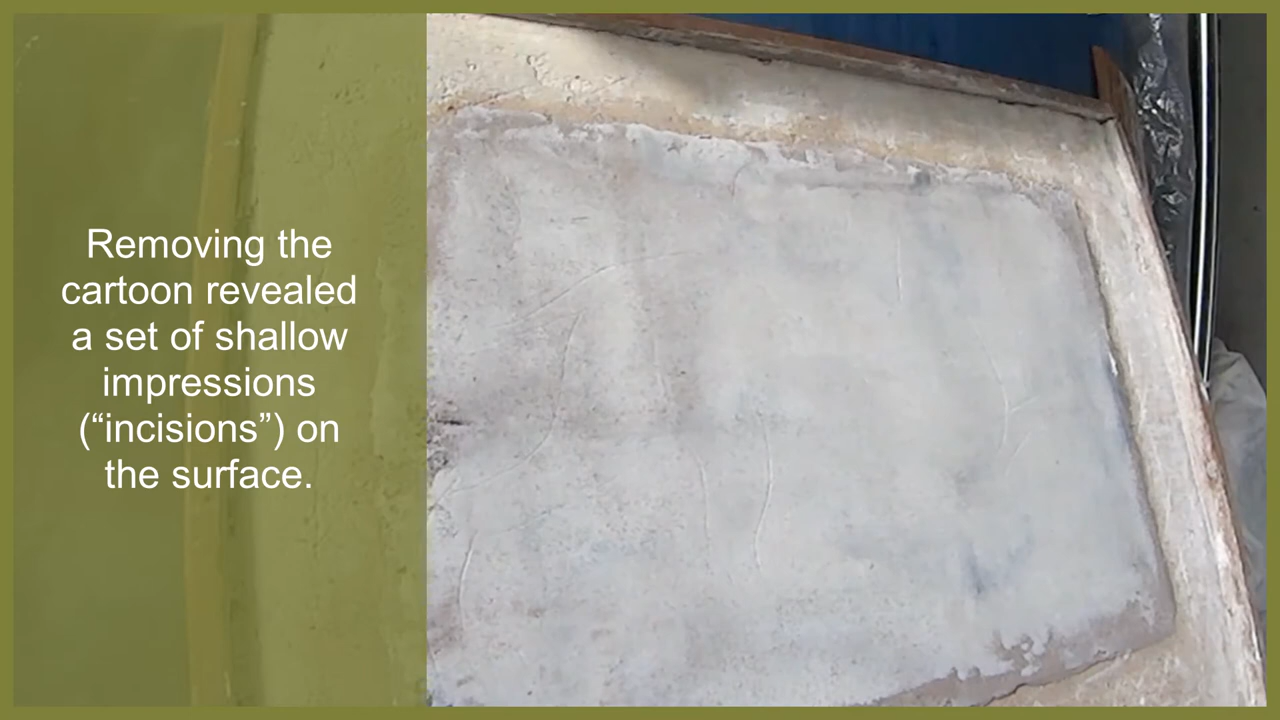 Removing the
cartoon revealed
a set of shallow
impressions
(“incisions”) on
the surface.